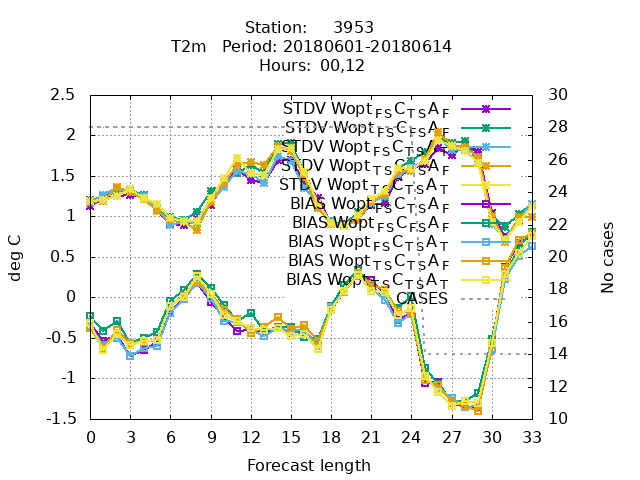 Station: 3953
T2m Period: 20180601-20180614
Hours: 00,12
deg C
No cases
2.5
2
1.5
1
0.5
0
-0.5
-1
-1.5
30
28
26
24
22
20
18
16
14
12
10
STDV Wopt_FS C_TS A_F
STDV Wopt_FS C_FS A_F
STDV Wopt_FS C_TS A_T
STDV Wopt_TS C_TS A_F
STDV Wopt_TS C_TS A_T
BIAS Wopt_FS C_TS A_F
BIAS Wopt_FS C_FS A_F
BIAS Wopt_FS C_TS A_T
BIAS Wopt_TS C_TS A_F
BIAS Wopt_TS C_TS A_T
CASES
0 3 6 9 12 15 18 21 24 27 30 33
Forecast length